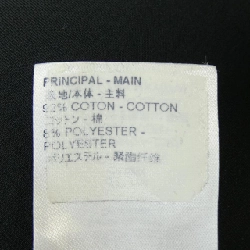 PRINCIPAL - MAIN
表地/本体 - 主料
92% COTON - COTTON
コットン - 棉
8% POLYESTER -
POLYESTER
ポリエステル - 聚酯纤维